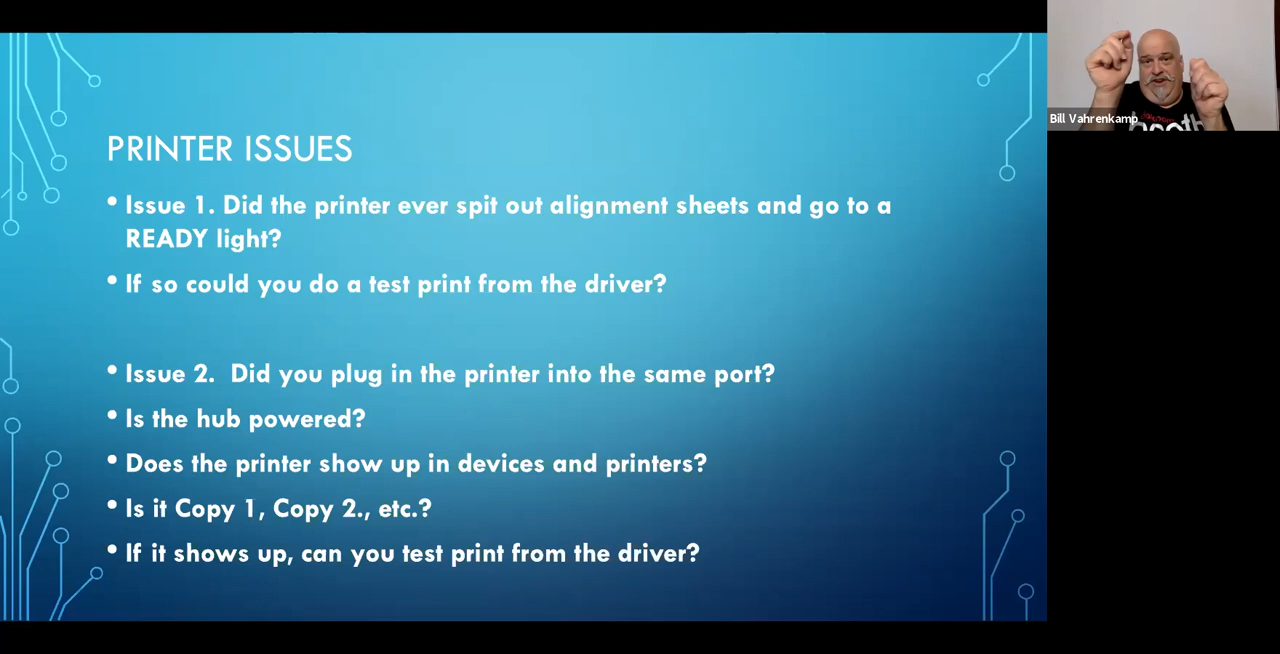 PRINTER ISSUES
• Issue 1. Did the printer ever spit out alignment sheets and go to a
READY light?
• If so could you do a test print from the driver?
• Issue 2.  Did you plug in the printer into the same port?
• Is the hub powered?
• Does the printer show up in devices and printers?
• Is it Copy 1, Copy 2., etc.?
• If it shows up, can you test print from the driver?
Bill Vahrenkamp